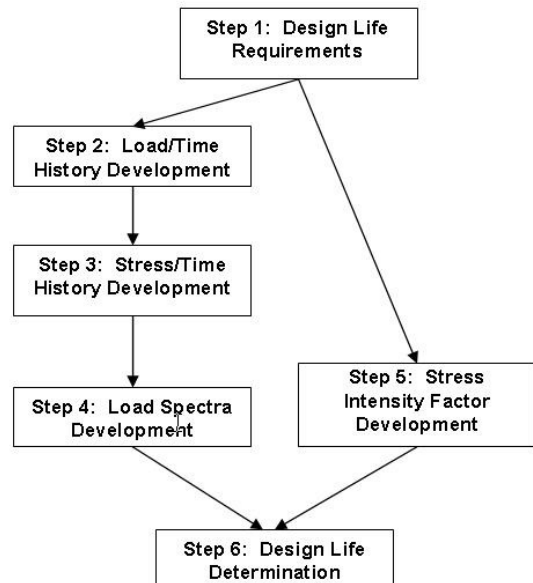 Step 1: Design Life
Requirements
Step 2: Load/Time
History Development
Step 3: Stress/Time
History Development
Step 4: Load Spectra
Development
Step 5: Stress
Intensity Factor
Development
Step 6: Design Life
Determination